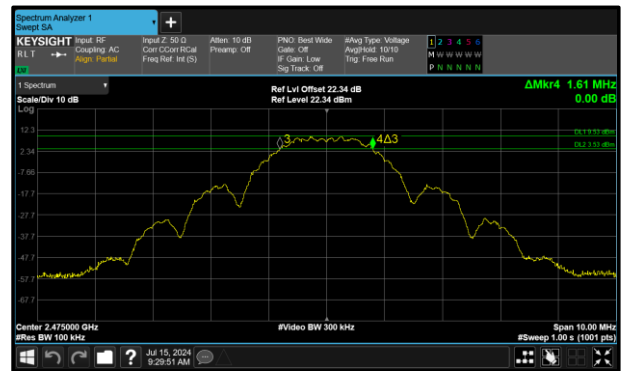 Spectrum Analyzer 1
Swept SA
+
KEYSIGHT Input: RF Input Z: 50 Ω Atten: 10 dB PNO: Best Wide #Avg Type: Voltage 1 2 3 4 5 6
RLT Coupling: AC Corr CCorr RCal Preamp: Off Gate: Off Avg|Hold: 10/10 M W W W W W
Align: Partial Freq Ref: Int (S) IF Gain: Low Trig: Free Run P N N N N N
Sig Track: Off
1 Spectrum
Ref Lvl Offset 22.34 dB ΔMkr4 1.61 MHz
Scale/Div 10 dB Ref Level 22.34 dBm 0.00 dB
Log
12.3 DL1 9.53 dBm
3 4Δ3 DL2 3.53 dBm
2.34
-7.66
-17.7
-27.7
-37.7
-47.7
-57.7
-67.7
Center 2.475000 GHz #Video BW 300 kHz Span 10.00 MHz
#Res BW 100 kHz #Sweep 1.00 s (1001 pts)
? Jul 15, 2024
9:29:51 AM